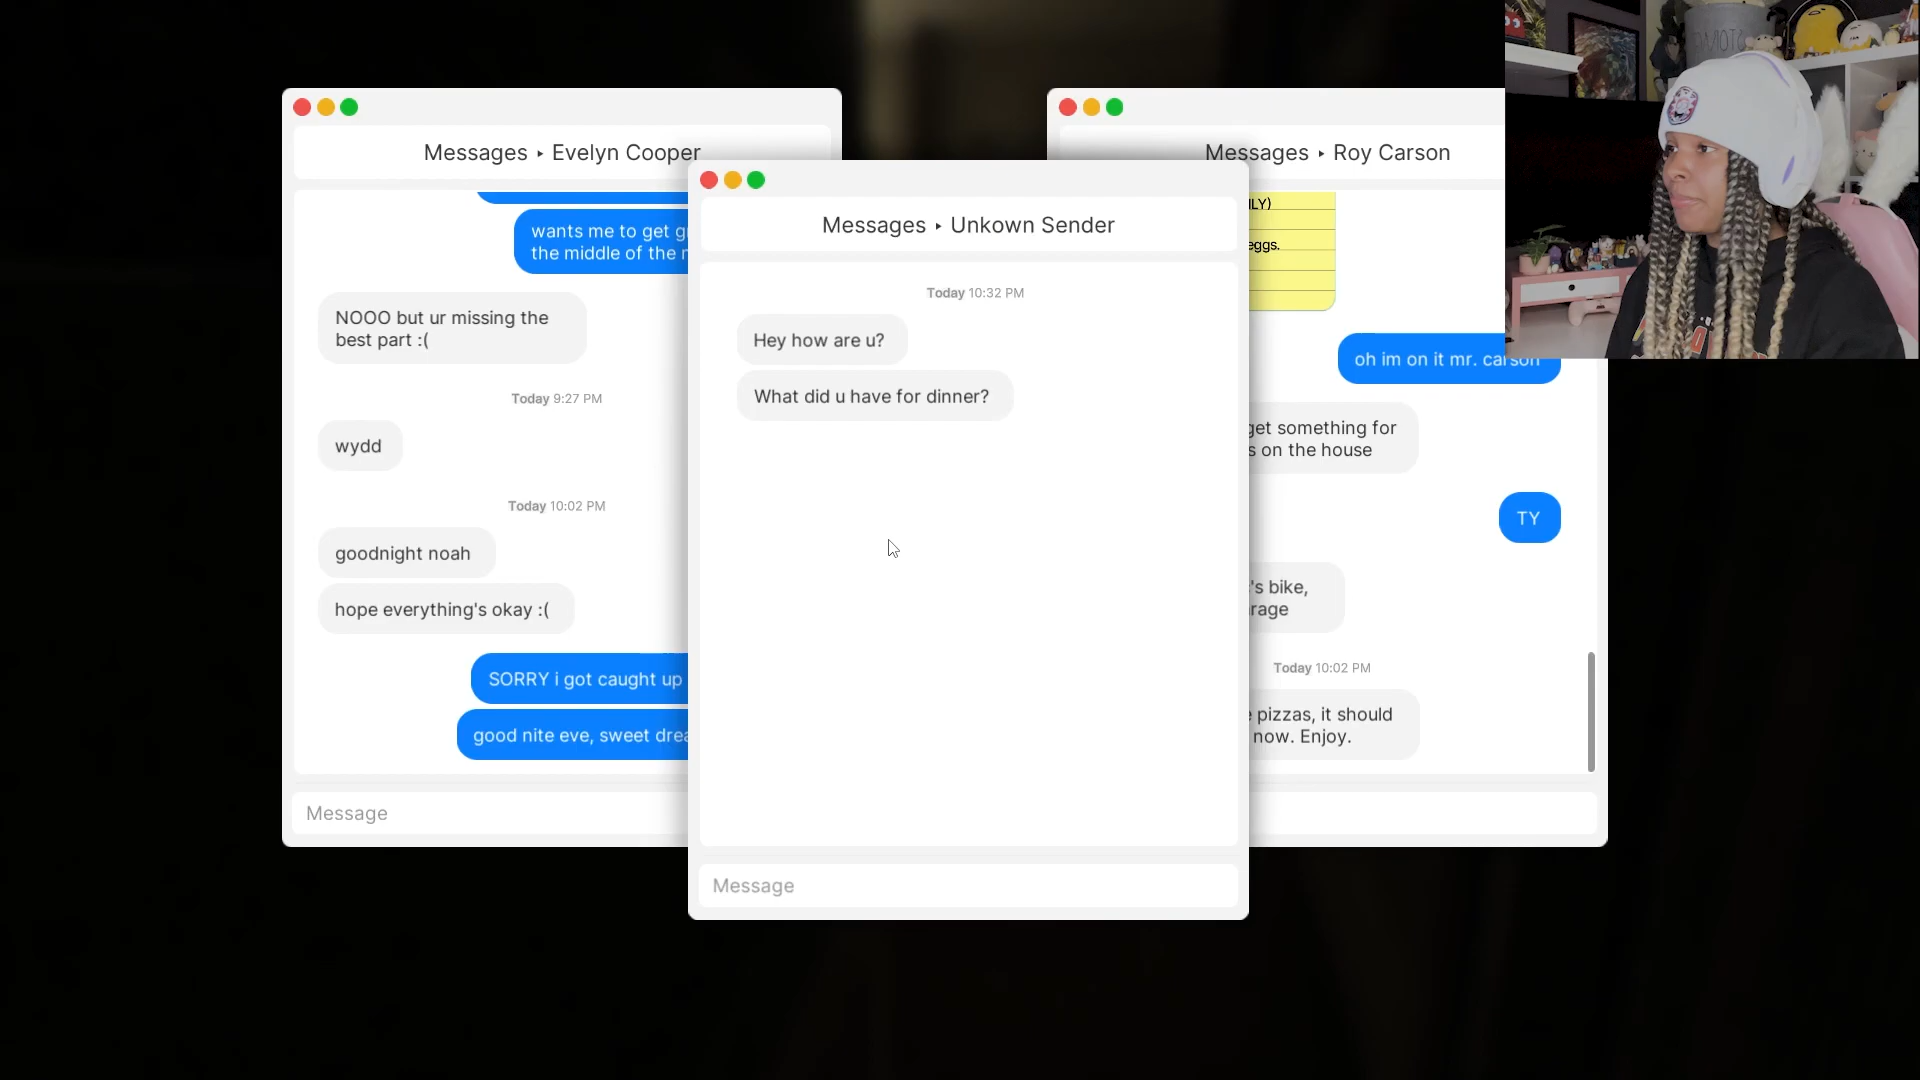 Messages ‣ Evelyn Cooper
wants me to get
the middle of the
NOOO but ur missing the
best part :(
Today 9:27 PM
wydd
Today 10:02 PM
goodnight noah
hope everything's okay :(
SORRY i got caught up
good nite eve, sweet
Message
Messages ‣ Unkown Sender
Today 10:32 PM
Hey how are u?
What did u have for dinner?
Message
Messages ‣ Roy Carson
eggs.
oh im on it mr. carson
get something for
on the house
TY
bike,
Today 10:02 PM
pizzas, it should
now. Enjoy.